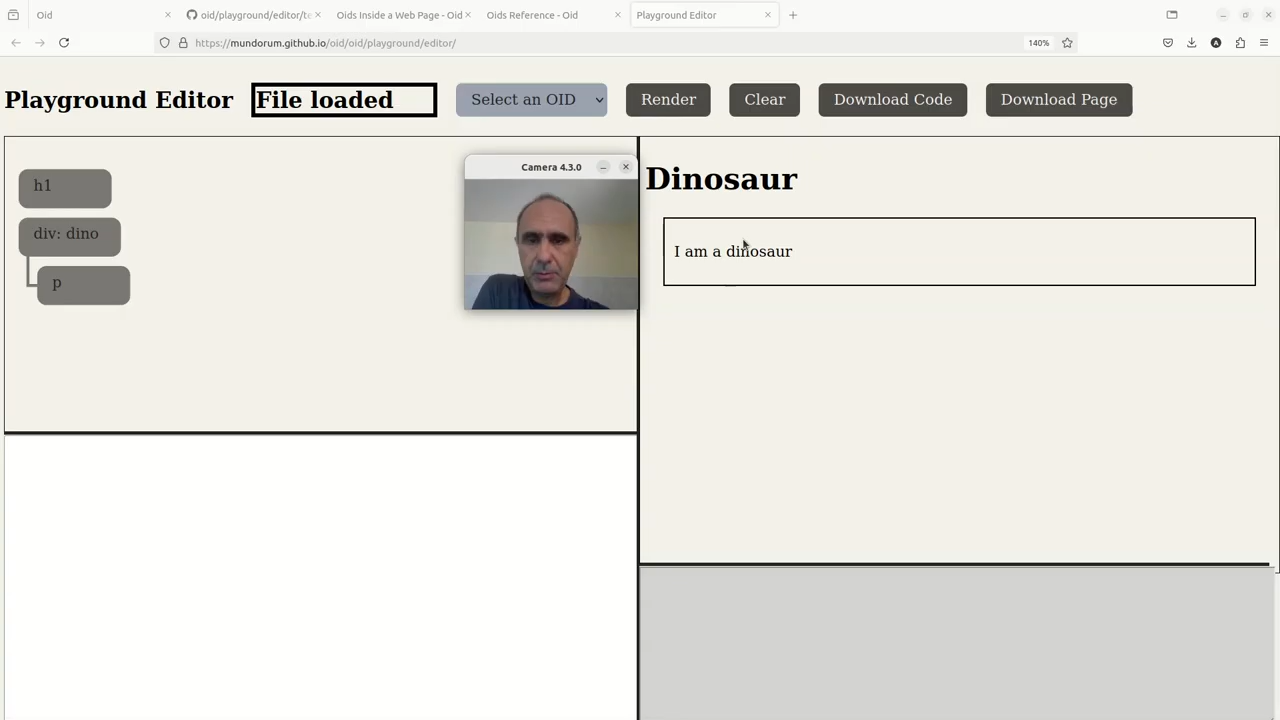 Oid
oid/playground/editor/te
Oids Inside a Web Page - Oid
Oids Reference - Oid
Playground Editor
https://mundorum.github.io/oid/oid/playground/editor/
140%
Playground Editor
File loaded
Select an OID
Render
Clear
Download Code
Download Page
h1
div: dino
p
Camera 4.3.0
Dinosaur
I am a dinosaur